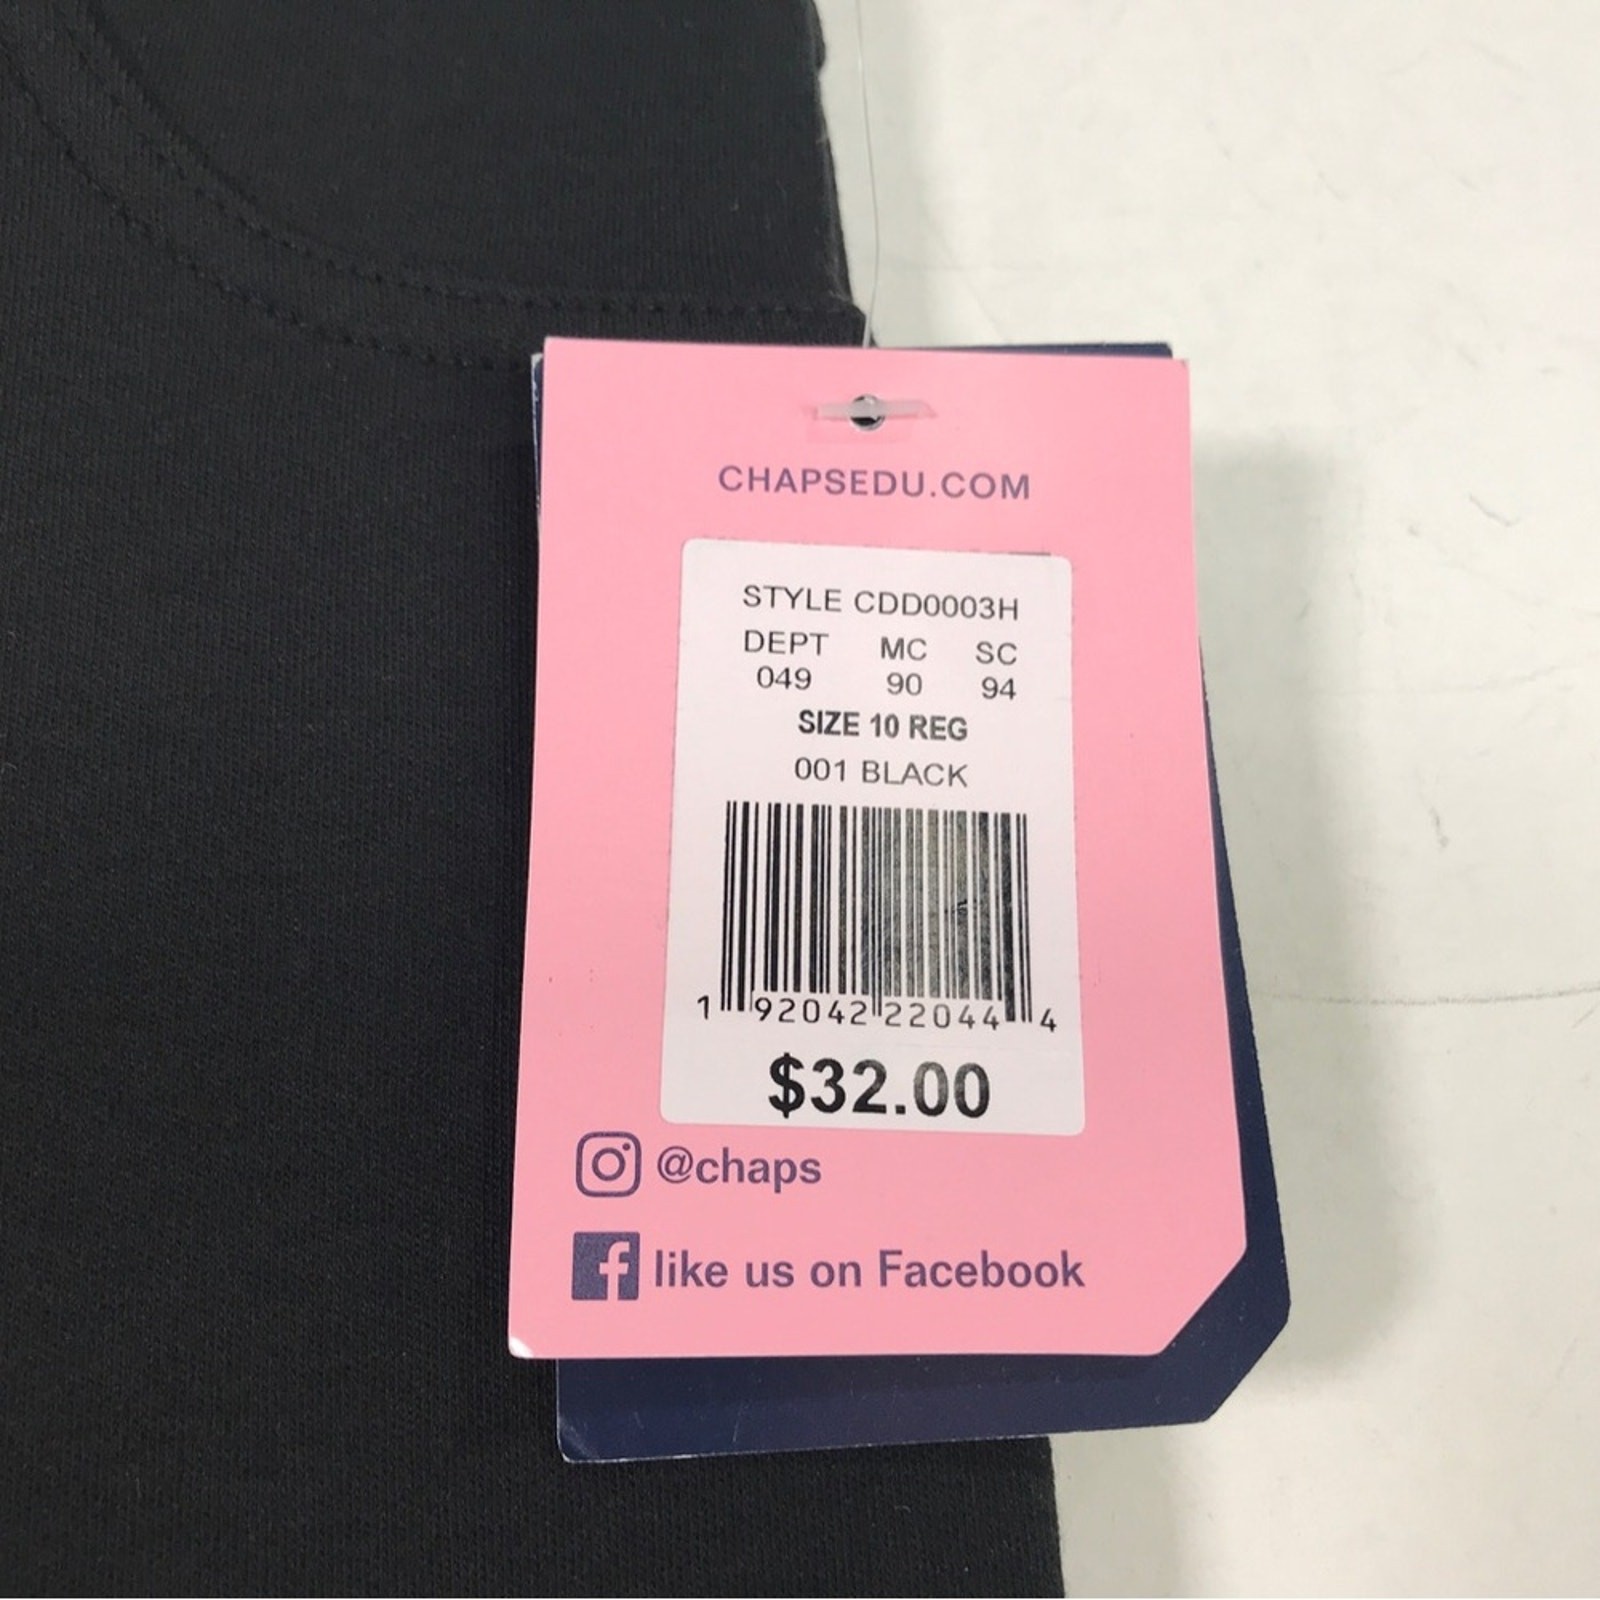 CHAPSEDU.COM
STYLE CDD0003H
DEPT MC SC
049 90 94
SIZE 10 REG
001 BLACK
1 92042 22044 4
$32.00
@chaps
like us on Facebook